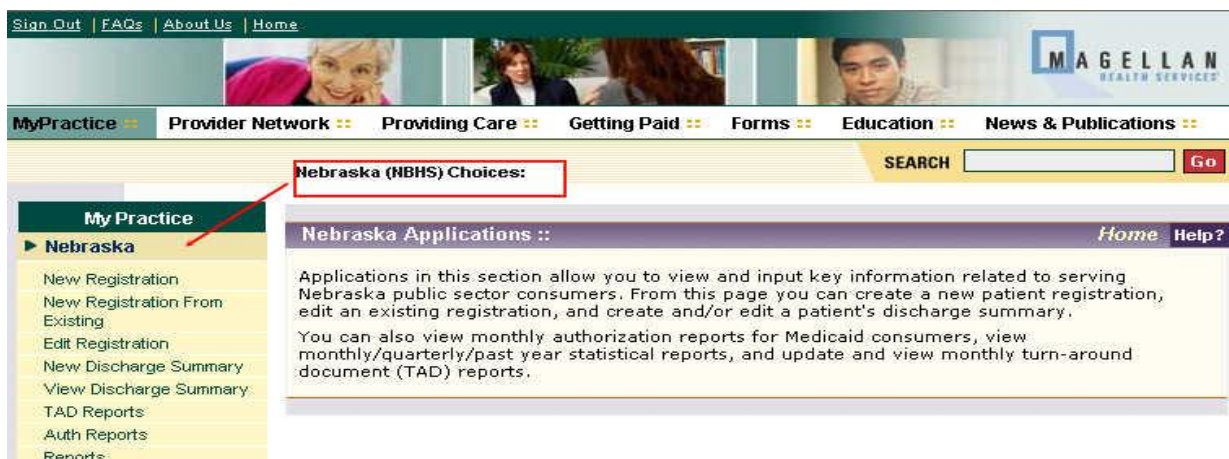 Sign Out | FAQs | About Us | Home
MAGELLAN
HEALTH SERVICES
MyPractice :: Provider Network :: Providing Care :: Getting Paid :: Forms :: Education :: News & Publications ::
SEARCH Go
Nebraska (NBHS) Choices:
My Practice
Nebraska
New Registration
New Registration From
Existing
Edit Registration
New Discharge Summary
View Discharge Summary
TAD Reports
Auth Reports
Reports
Nebraska Applications :: Home Help?
Applications in this section allow you to view and input key information related to serving
Nebraska public sector consumers. From this page you can create a new patient registration,
edit an existing registration, and create and/or edit a patient's discharge summary.
You can also view monthly authorization reports for Medicaid consumers, view
monthly/quarterly/past year statistical reports, and update and view monthly turn-around
document (TAD) reports.